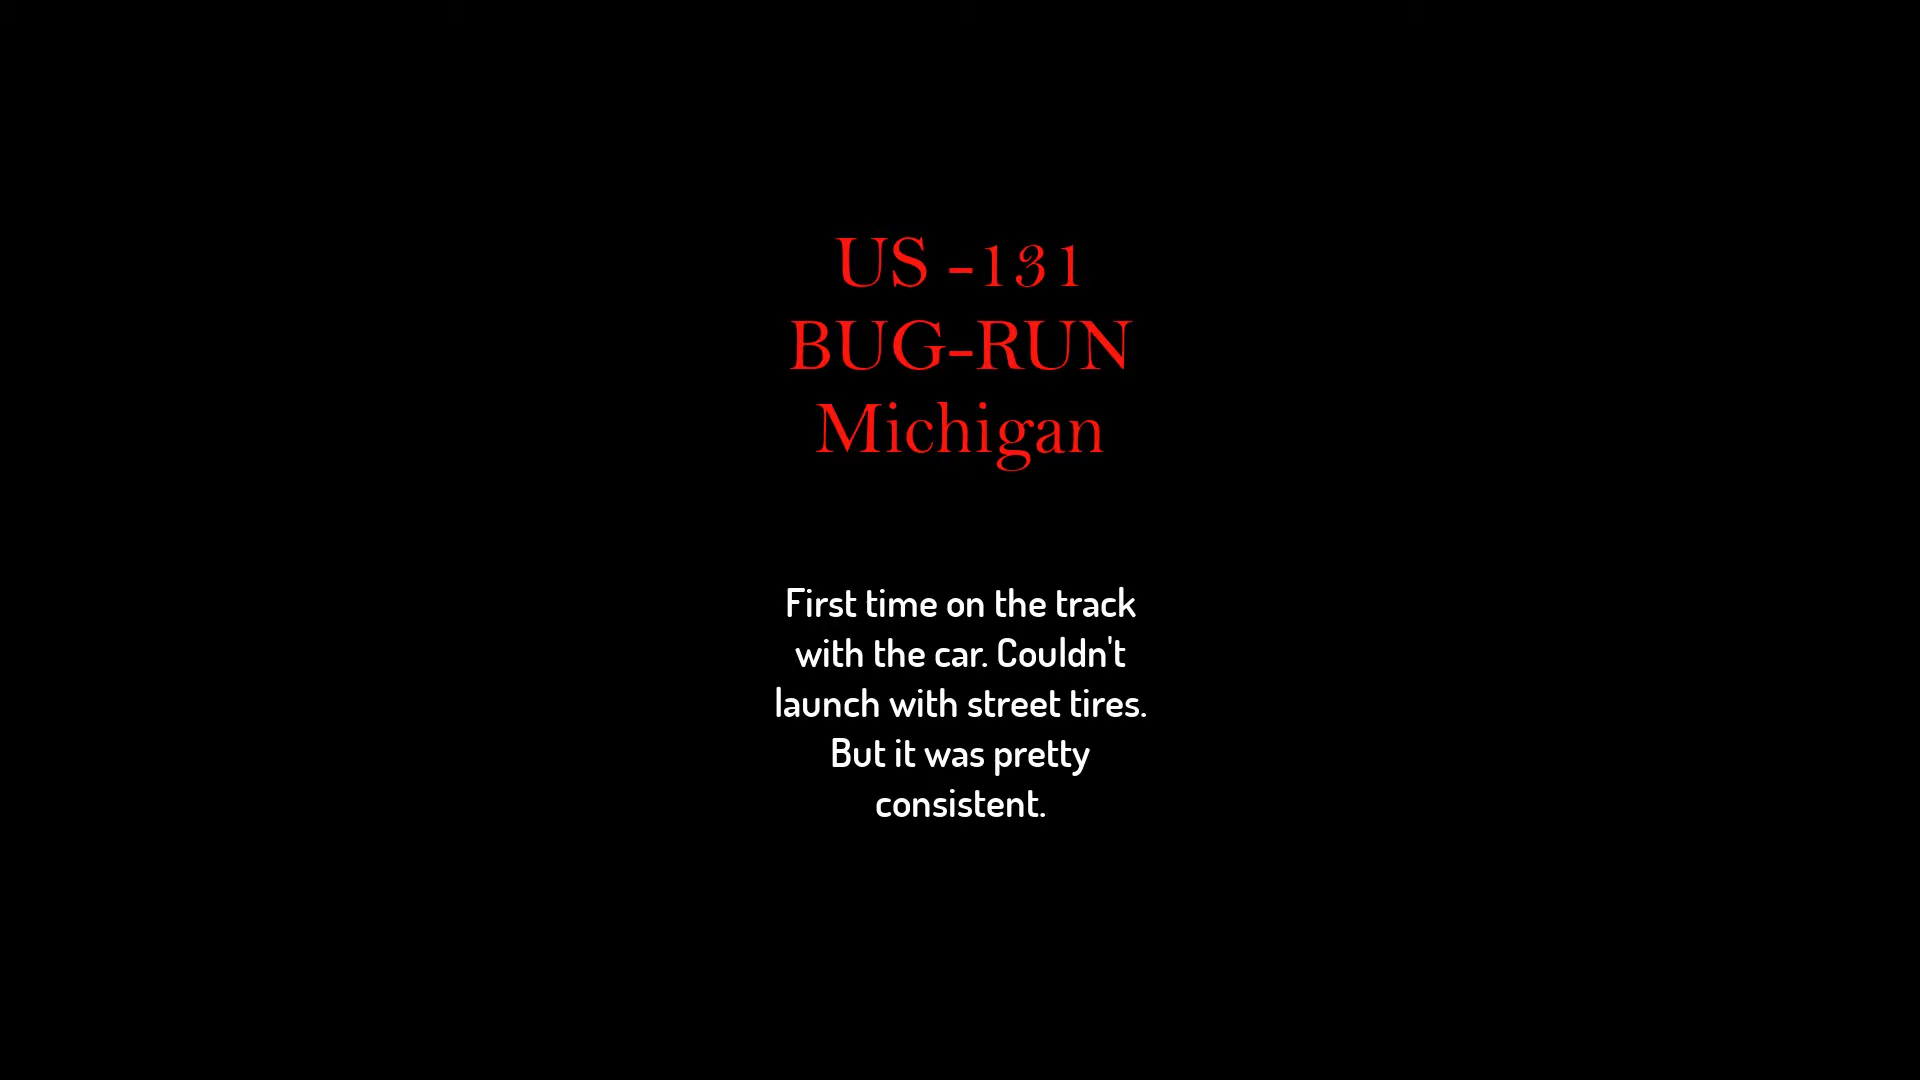 US -131
BUG-RUN
Michigan
First time on the track
with the car. Couldn't
launch with street tires.
But it was pretty
consistent.